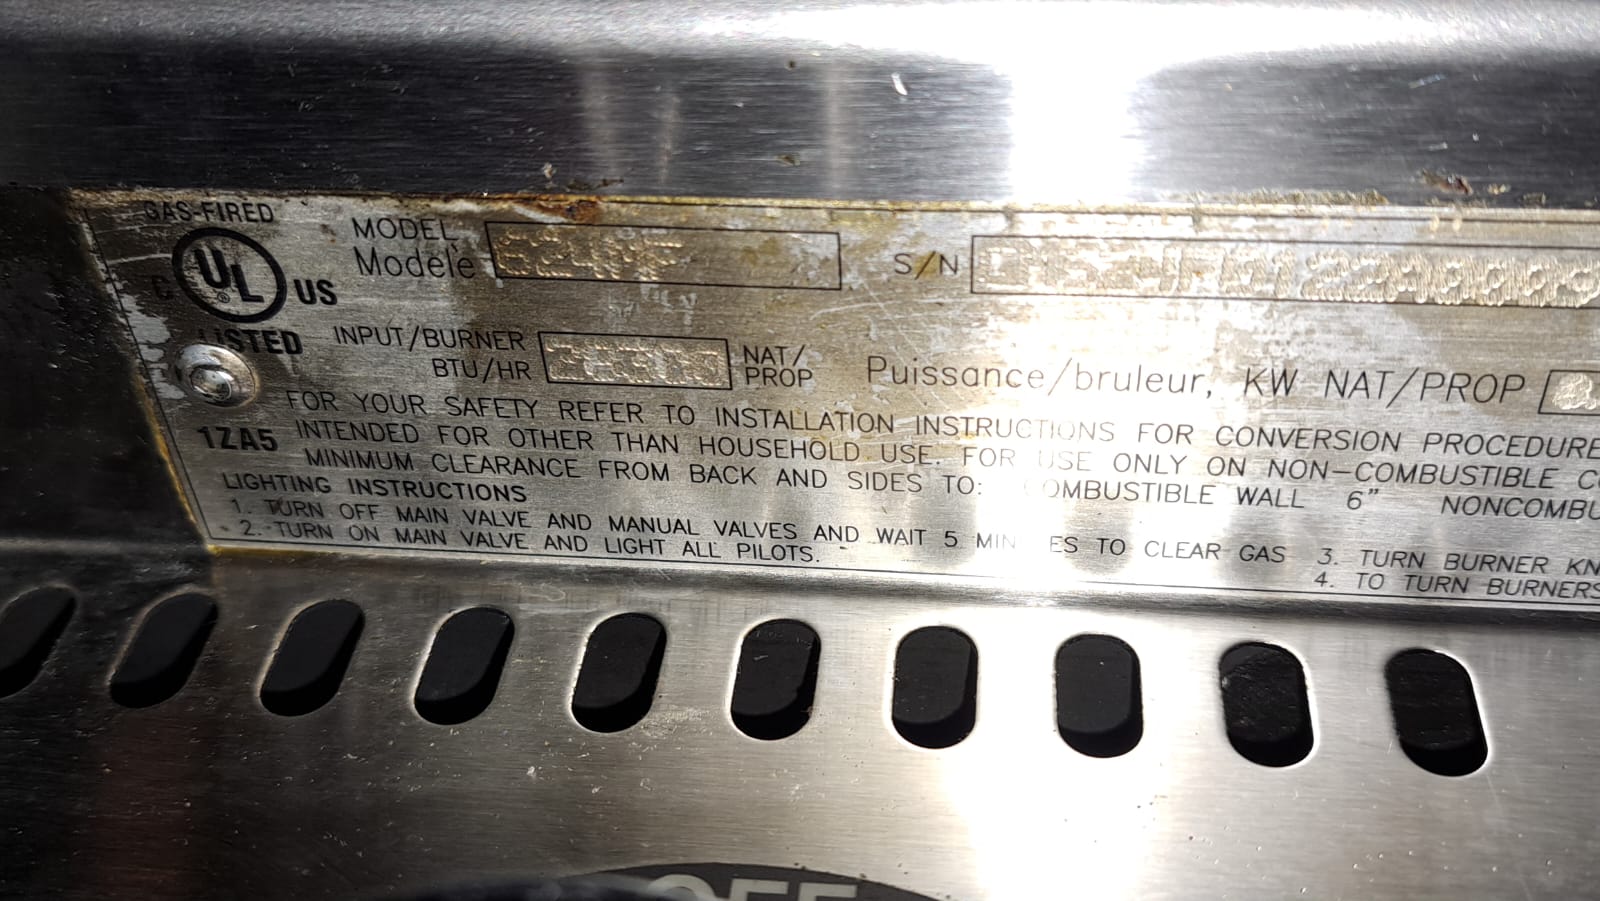 GAS-FIRED
MODEL
Modele
S/N
C UL® US
LISTED
INPUT/BURNER
BTU/HR
NAT/
PROP
Puissance/bruleur, KW NAT/PROP
FOR YOUR SAFETY REFER TO INSTALLATION INSTRUCTIONS FOR CONVERSION PROCEDURE
1ZA5
INTENDED FOR OTHER THAN HOUSEHOLD USE. FOR USE ONLY ON NON-COMBUSTIBLE
MINIMUM CLEARANCE FROM BACK AND SIDES TO: COMBUSTIBLE WALL 6" NONCOMBU
LIGHTING INSTRUCTIONS
1. TURN OFF MAIN VALVE AND MANUAL VALVES AND WAIT 5 MINUTES TO CLEAR GAS
2. TURN ON MAIN VALVE AND LIGHT ALL PILOTS.
3. TURN BURNER KN
4. TO TURN BURNERS
OFF